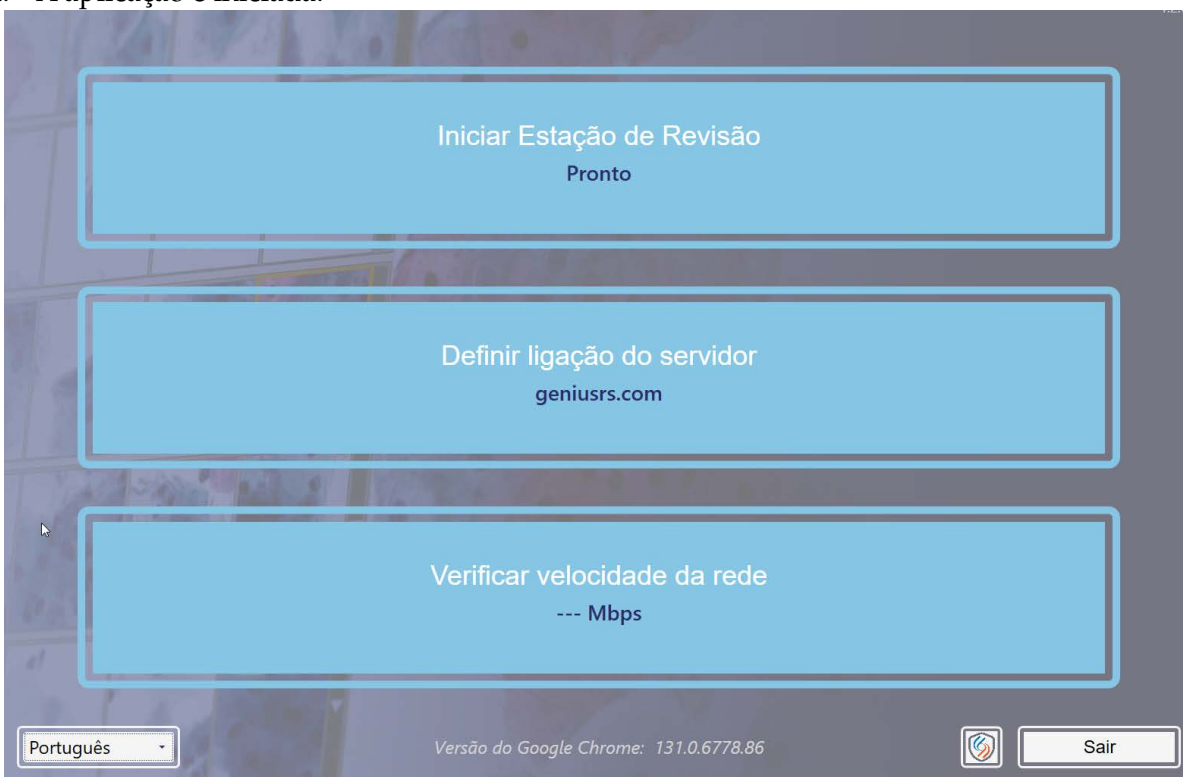 Iniciar Estação de Revisão
Pronto
Definir ligação do servidor
geniusrs.com
Verificar velocidade da rede
--- Mbps
Português
Versão do Google Chrome: 131.0.6778.86
Sair